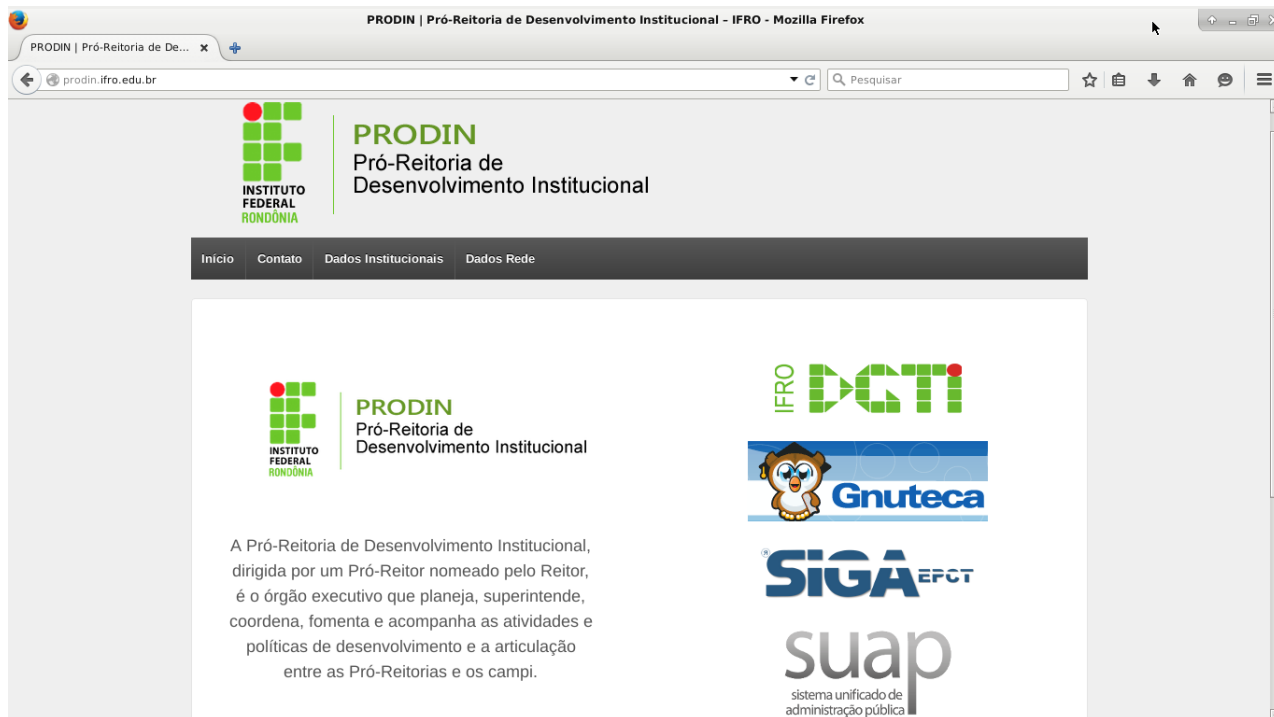 PRODIN | Pró-Reitoria de Desenvolvimento Institucional – IFRO - Mozilla Firefox
PRODIN | Pró-Reitoria de De...
prodin.ifro.edu.br
Pesquisar
INSTITUTO
FEDERAL
RONDÔNIA
PRODIN
Pró-Reitoria de
Desenvolvimento Institucional
Início Contato Dados Institucionais Dados Rede
INSTITUTO
FEDERAL
RONDÔNIA
PRODIN
Pró-Reitoria de
Desenvolvimento Institucional
A Pró-Reitoria de Desenvolvimento Institucional,
dirigida por um Pró-Reitor nomeado pelo Reitor,
é o órgão executivo que planeja, superintende,
coordena, fomenta e acompanha as atividades e
políticas de desenvolvimento e a articulação
entre as Pró-Reitorias e os campi.
IFRO DGTI
Gnuteca
SIGA EPCT
suap
sistema unificado de
administração pública